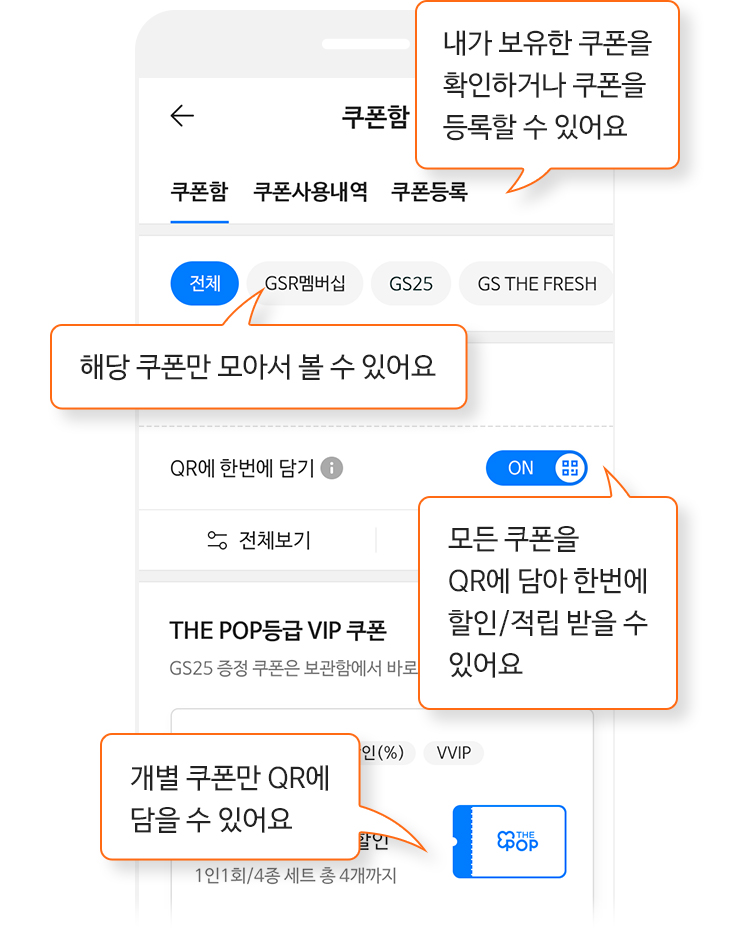 내가 보유한 쿠폰을
확인하거나 쿠폰을
등록할 수 있어요
쿠폰함
쿠폰함 쿠폰사용내역 쿠폰등록
전체 GSR멤버십 GS25 GS THE FRESH
해당 쿠폰만 모아서 볼 수 있어요
QR에 한번에 담기
ON
전체보기
모든 쿠폰을
QR에 담아 한번에
할인/적립 받을 수
있어요
THE POP등급 VIP 쿠폰
GS25 증정 쿠폰은 보관함에서 바로
인(%) VVIP
개별 쿠폰만 QR에
담을 수 있어요
할인
THE
POP
1인1회/4종 세트 총 4개까지